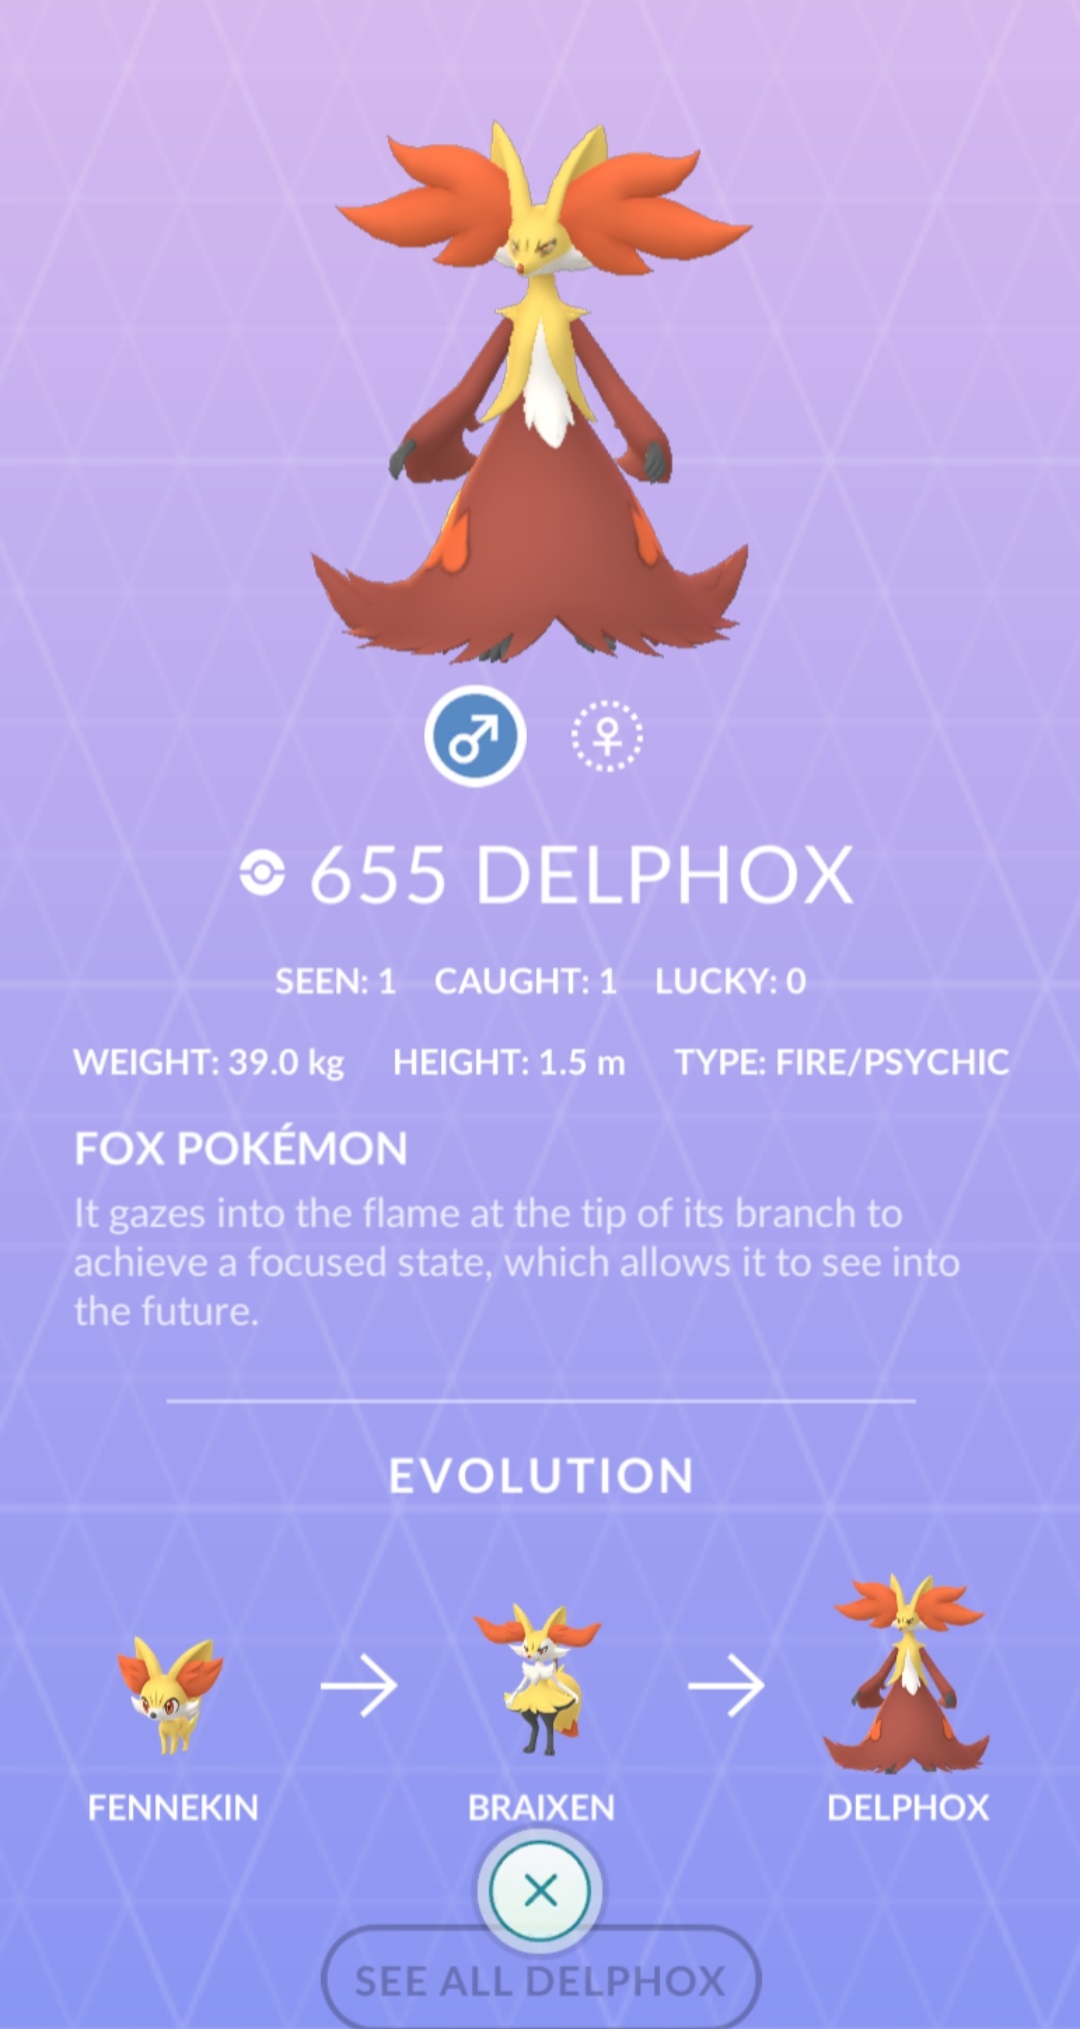 655 DELPHOX
SEEN: 1 CAUGHT: 1 LUCKY: 0
WEIGHT: 39.0 kg HEIGHT: 1.5 m TYPE: FIRE/PSYCHIC
FOX POKÉMON
It gazes into the flame at the tip of its branch to
achieve a focused state, which allows it to see into
the future.
EVOLUTION
FENNEKIN BRAIXEN DELPHOX
SEE ALL DELPHOX